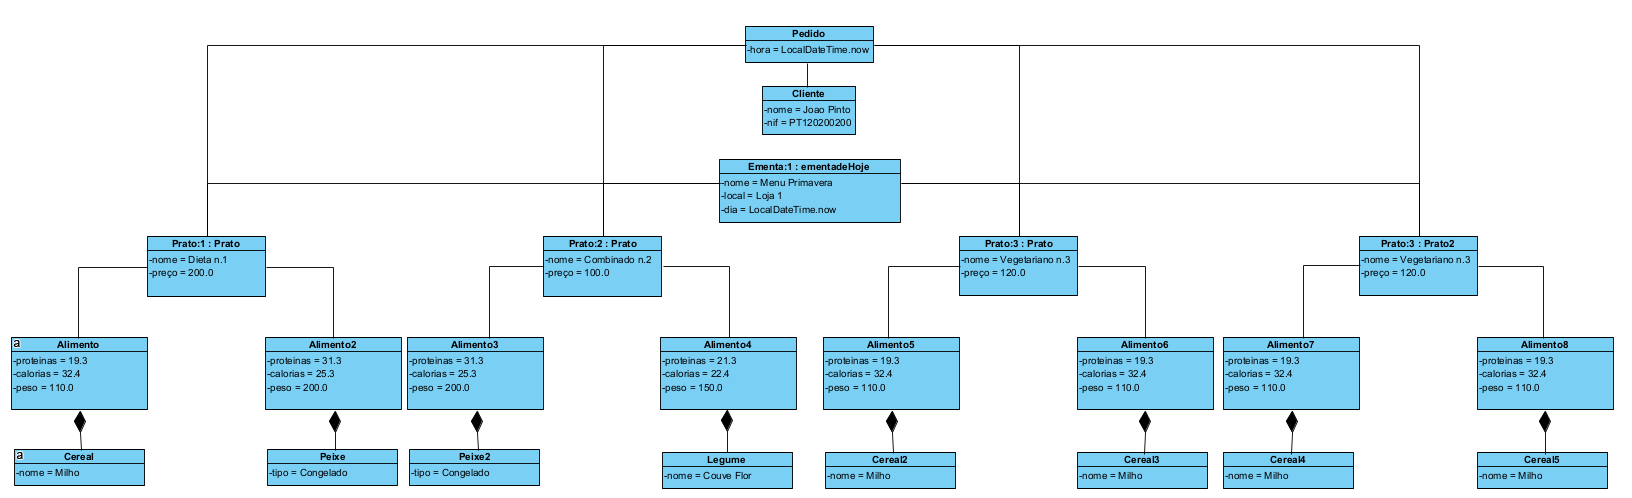 Pedido
-hora = LocalDateTime.now
Cliente
-nome = Joao Pinto
-nif = PT120200200
Ementa:1 : ementadeHoje
-nome = Menu Primavera
-local = Loja 1
-dia = LocalDateTime.now
Prato:1 : Prato
-nome = Dieta n.1
-preço = 200.0
Prato:2 : Prato
-nome = Combinado n.2
-preço = 100.0
Prato:3 : Prato
-nome = Vegetariano n.3
-preço = 120.0
Prato:3 : Prato2
-nome = Vegetariano n.3
-preço = 120.0
a
Alimento
-proteinas = 19.3
-calorias = 32.4
-peso = 110.0
Alimento2
-proteinas = 31.3
-calorias = 25.3
-peso = 200.0
Alimento3
-proteinas = 31.3
-calorias = 25.3
-peso = 200.0
Alimento4
-proteinas = 21.3
-calorias = 22.4
-peso = 150.0
Alimento5
-proteinas = 19.3
-calorias = 32.4
-peso = 110.0
Alimento6
-proteinas = 19.3
-calorias = 32.4
-peso = 110.0
Alimento7
-proteinas = 19.3
-calorias = 32.4
-peso = 110.0
Alimento8
-proteinas = 19.3
-calorias = 32.4
-peso = 110.0
a
Cereal
-nome = Milho
Peixe
-tipo = Congelado
Peixe2
-tipo = Congelado
Legume
-nome = Couve Flor
Cereal2
-nome = Milho
Cereal3
-nome = Milho
Cereal4
-nome = Milho
Cereal5
-nome = Milho